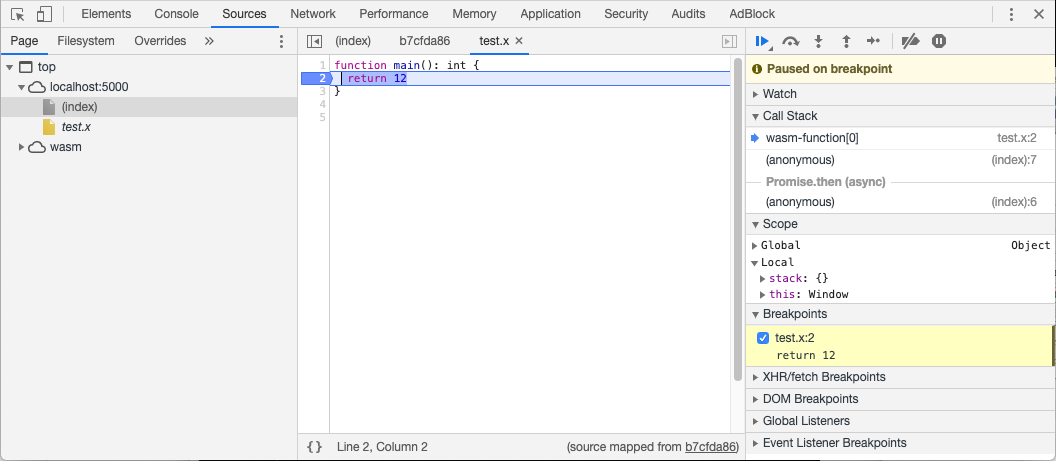 Elements Console Sources Network Performance Memory Application Security Audits AdBlock
Page Filesystem Overrides »
top
localhost:5000
(index)
test.x
wasm
(index) b7cfda86 test.x ×
1 function main(): int {
2 return 12
3 }
4
5
{} Line 2, Column 2 (source mapped from b7cfda86)
Paused on breakpoint
Watch
Call Stack
wasm-function[0] test.x:2
(anonymous) (index):7
Promise.then (async)
(anonymous) (index):6
Scope
Global Object
Local
stack: {}
this: Window
Breakpoints
test.x:2
return 12
XHR/fetch Breakpoints
DOM Breakpoints
Global Listeners
Event Listener Breakpoints